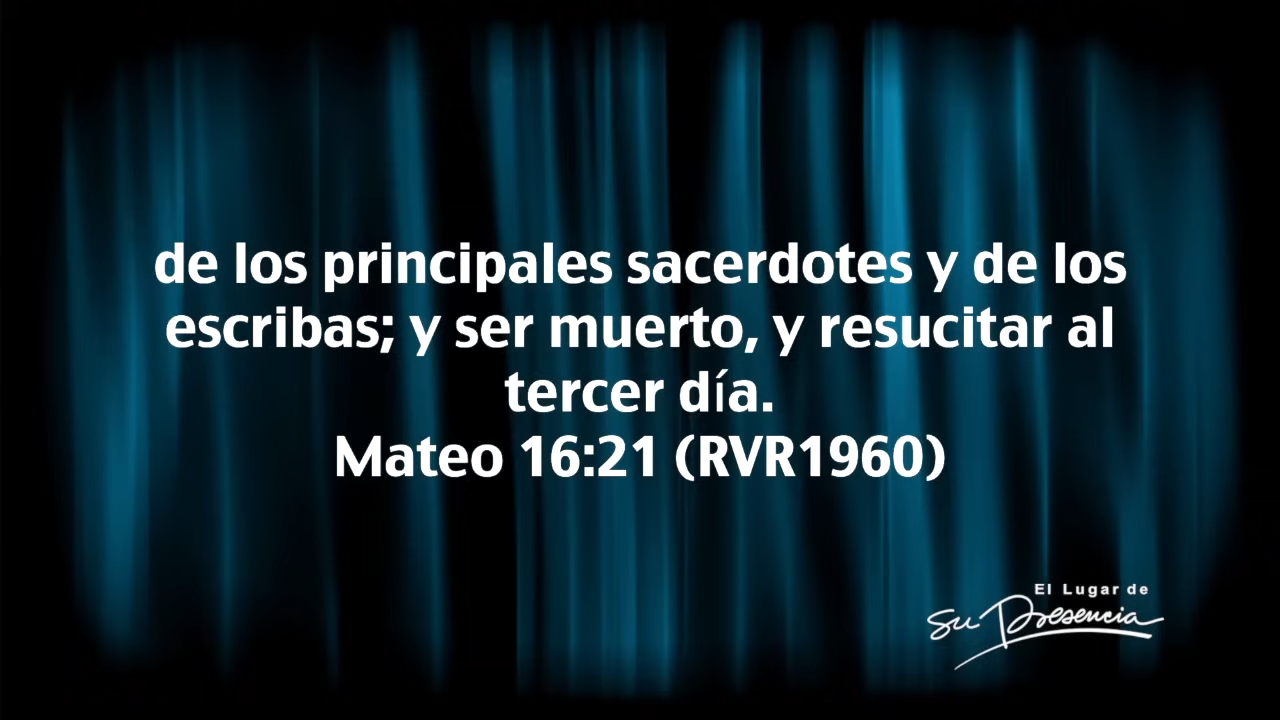 de los principales sacerdotes y de los
escribas; y ser muerto, y resucitar al
tercer día.
Mateo 16:21 (RVR1960)
El Lugar de
Su Presencia